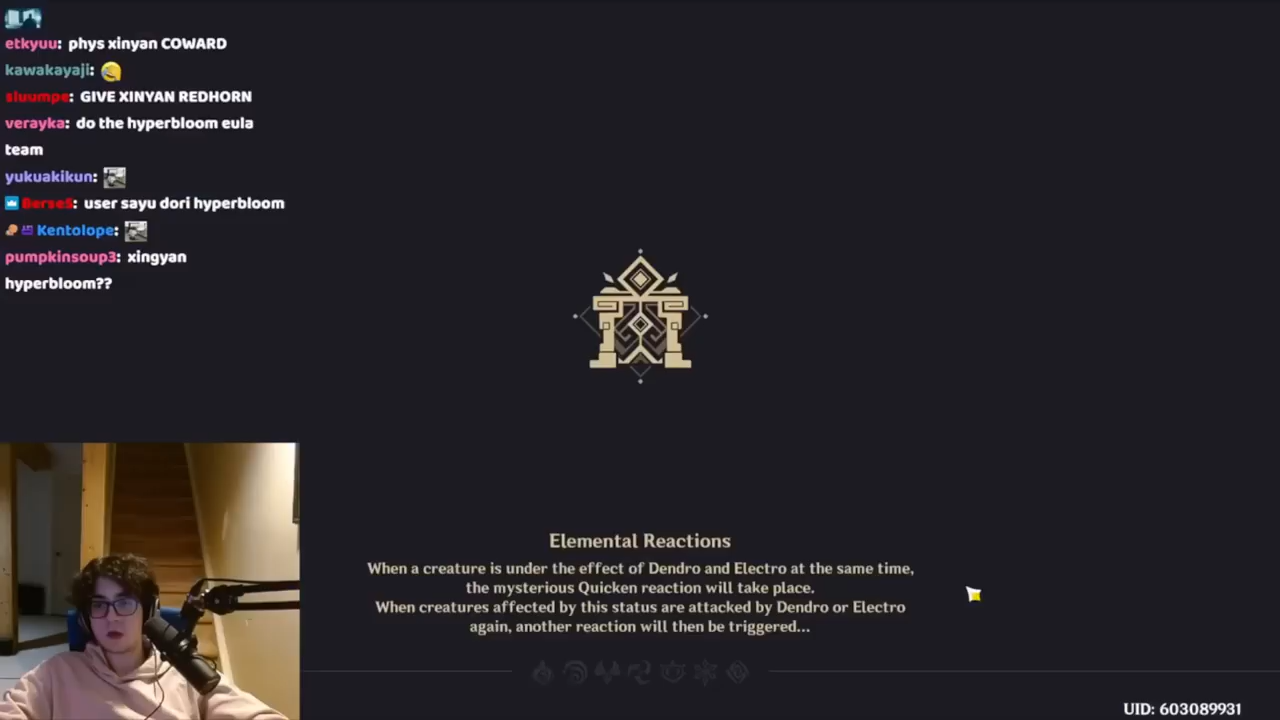 etkyuu: phys xinyan COWARD
kawakayaji:
sluumpe: GIVE XINYAN REDHORN
verayka: do the hyperbloom eula
team
yukuakikun:
BerseS: user sayu dori hyperbloom
Kentolope:
pumpkinsoup3: xingyan
hyperbloom??
Elemental Reactions
When a creature is under the effect of Dendro and Electro at the same time,
the mysterious Quicken reaction will take place.
When creatures affected by this status are attacked by Dendro or Electro
again, another reaction will then be triggered...
UID: 603089931